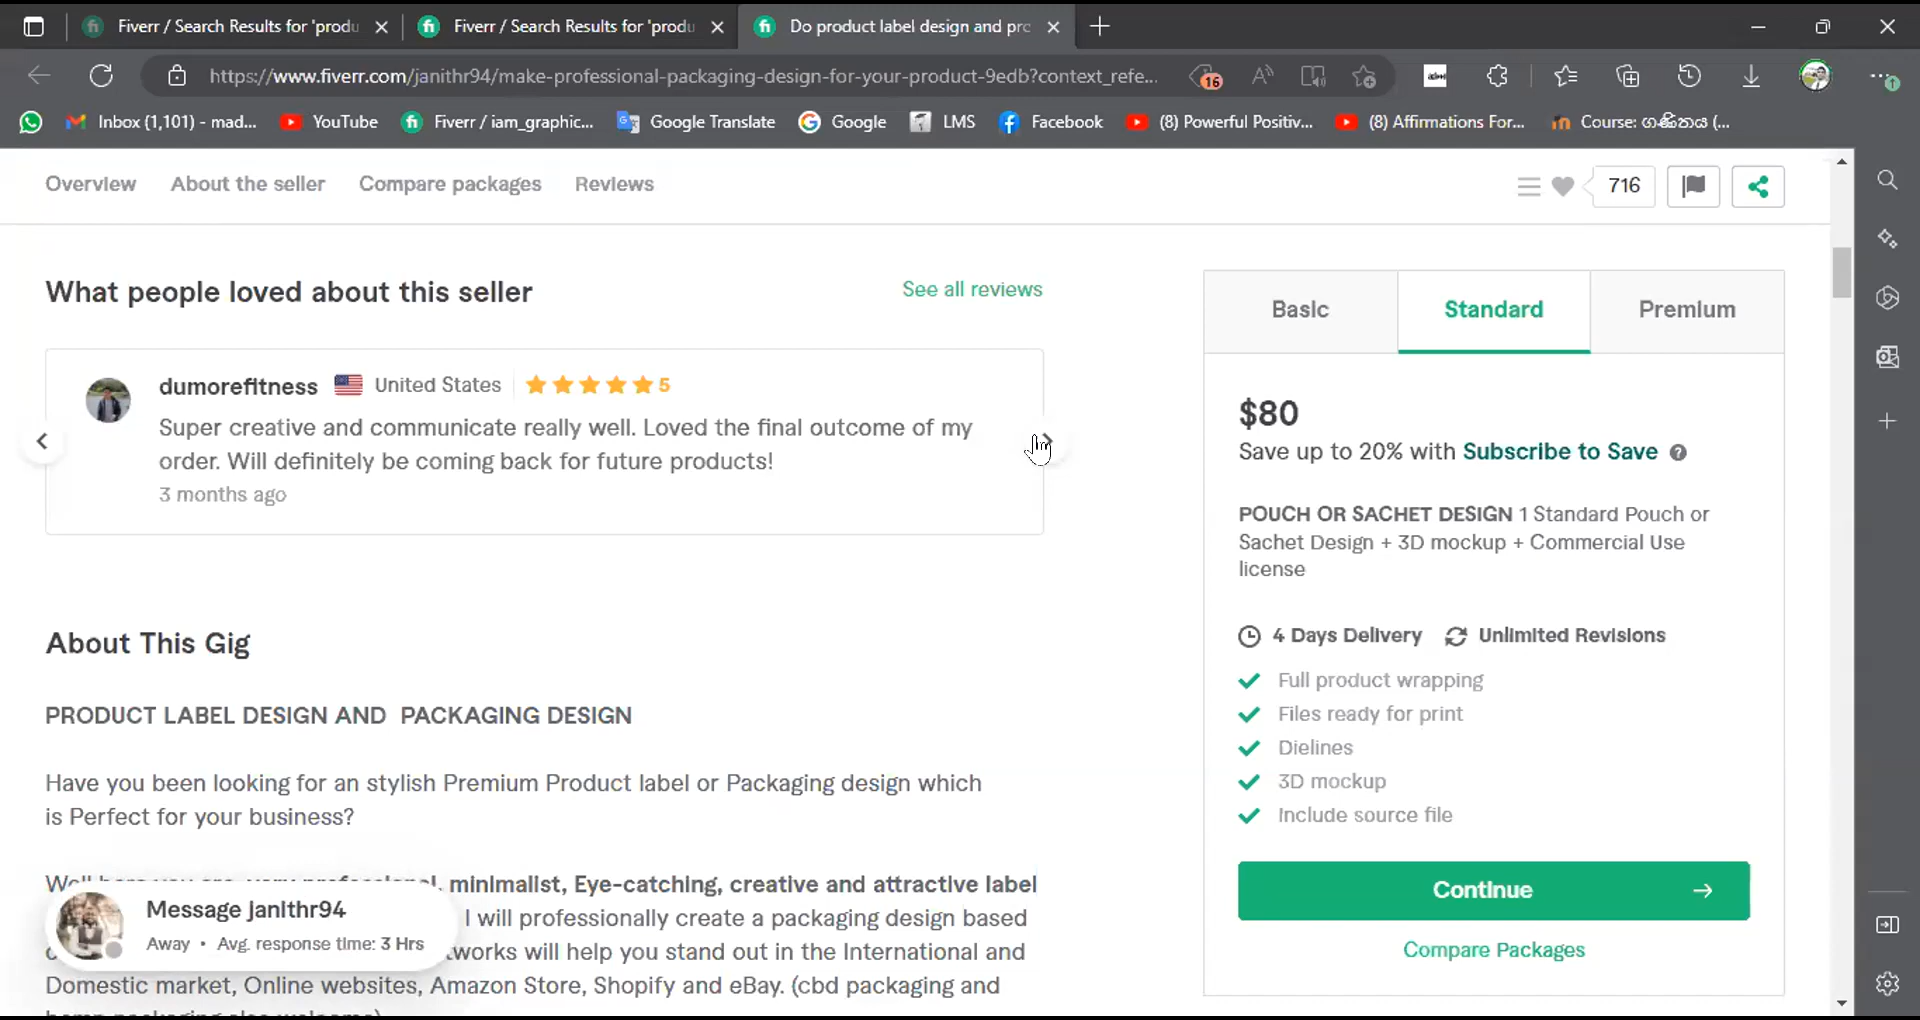 Fiverr / Search Results for 'produ
Fiverr / Search Results for 'produ
Do product label design and pro
https://www.fiverr.com/janithr94/make-professional-packaging-design-for-your-product-9edb?context_refe...
16
Inbox (1,101) - mad...
YouTube
Fiverr / iam_graphic...
Google Translate
Google
LMS
Facebook
(8) Powerful Positiv...
(8) Affirmations For...
Course: ගණිතය (...
Overview
About the seller
Compare packages
Reviews
716
What people loved about this seller
See all reviews
dumorefitness
United States
5
Super creative and communicate really well. Loved the final outcome of my
order. Will definitely be coming back for future products!
3 months ago
About This Gig
PRODUCT LABEL DESIGN AND PACKAGING DESIGN
Have you been looking for an stylish Premium Product label or Packaging design which
is Perfect for your business?
minimalist, Eye-catching, creative and attractive label
I will professionally create a packaging design based
tworks will help you stand out in the International and
Domestic market, Online websites, Amazon Store, Shopify and eBay. (cbd packaging and
Message janithr94
Away • Avg. response time: 3 Hrs
Basic
Standard
Premium
$80
Save up to 20% with Subscribe to Save
POUCH OR SACHET DESIGN 1 Standard Pouch or
Sachet Design + 3D mockup + Commercial Use
license
4 Days Delivery
Unlimited Revisions
Full product wrapping
Files ready for print
Dielines
3D mockup
Include source file
Continue
Compare Packages